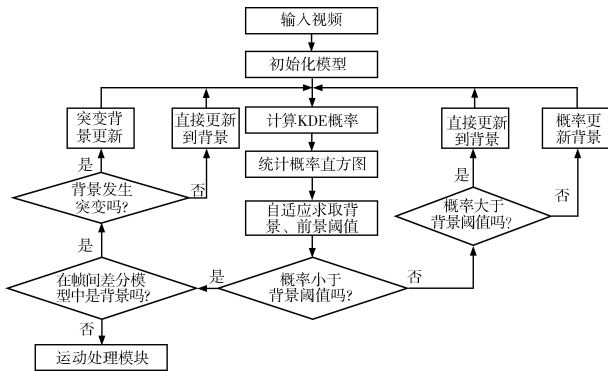 输入视频
初始化模型
突变背
景更新
直接更新
到背景
计算KDE概率
直接更新
到背景
概率更
新背景
是
否
统计概率直方图
是
否
背景发生
突变吗?
自适应求取背
景、前景阈值
概率大于
背景阈值吗?
是
在帧间差分模
型中是背景吗?
是
概率小于
背景阈值吗?
否
否
运动处理模块